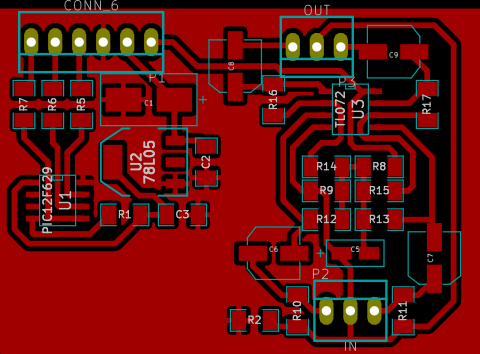 CONN_6
OUT
P1
C8
C9
P3
R7
R6
R5
C1
R16
TL072
U3
R17
U2
78L05
C2
R14
R8
R9
R15
PIC12F629
U1
R1
C3
R12
R13
C6
C5
C7
P2
R10
R11
R2
IN